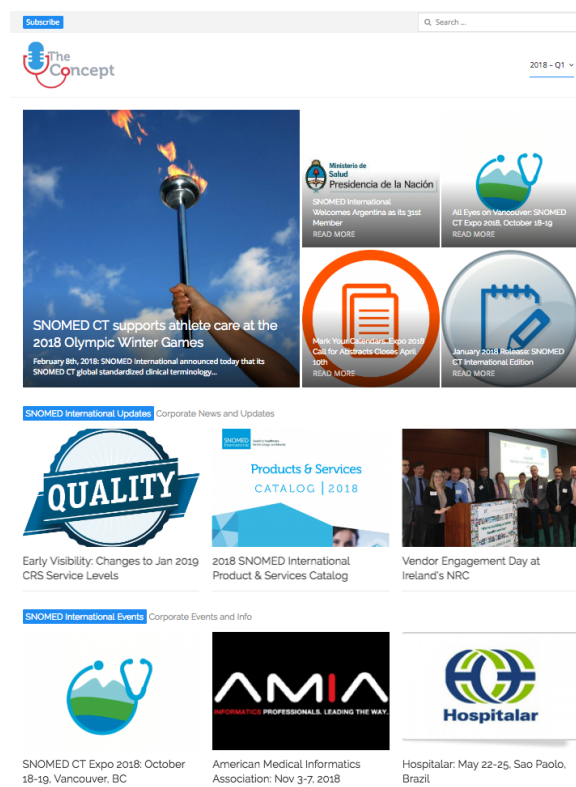 Subscribe
Search ...
The
Concept
2018 – Q1
SNOMED CT supports athlete care at the
2018 Olympic Winter Games
February 8th, 2018: SNOMED International announced today that its
SNOMED CT global standardized clinical terminology...
Ministerio de
Salud
Presidencia de la Nación
SNOMED International
Welcomes Argentina as its 31st
Member
READ MORE
All Eyes on Vancouver: SNOMED
CT Expo 2018, October 18-19
READ MORE
Mark Your Calendars. Expo 2018
Call for Abstracts Closes April
10th
READ MORE
January 2018 Release: SNOMED
CT International Edition
READ MORE
SNOMED International Updates Corporate News and Updates
QUALITY
SNOMED
International
Products & Services
CATALOG | 2018
Early Visibility: Changes to Jan 2019
CRS Service Levels
2018 SNOMED International
Product & Services Catalog
Vendor Engagement Day at
Ireland's NRC
SNOMED International Events Corporate Events and Info
AMIA
INFORMATICS PROFESSIONALS. LEADING THE WAY.
Hospitalar
SNOMED CT Expo 2018: October
18-19, Vancouver, BC
American Medical Informatics
Association: Nov 3-7, 2018
Hospitalar: May 22-25, Sao Paolo,
Brazil